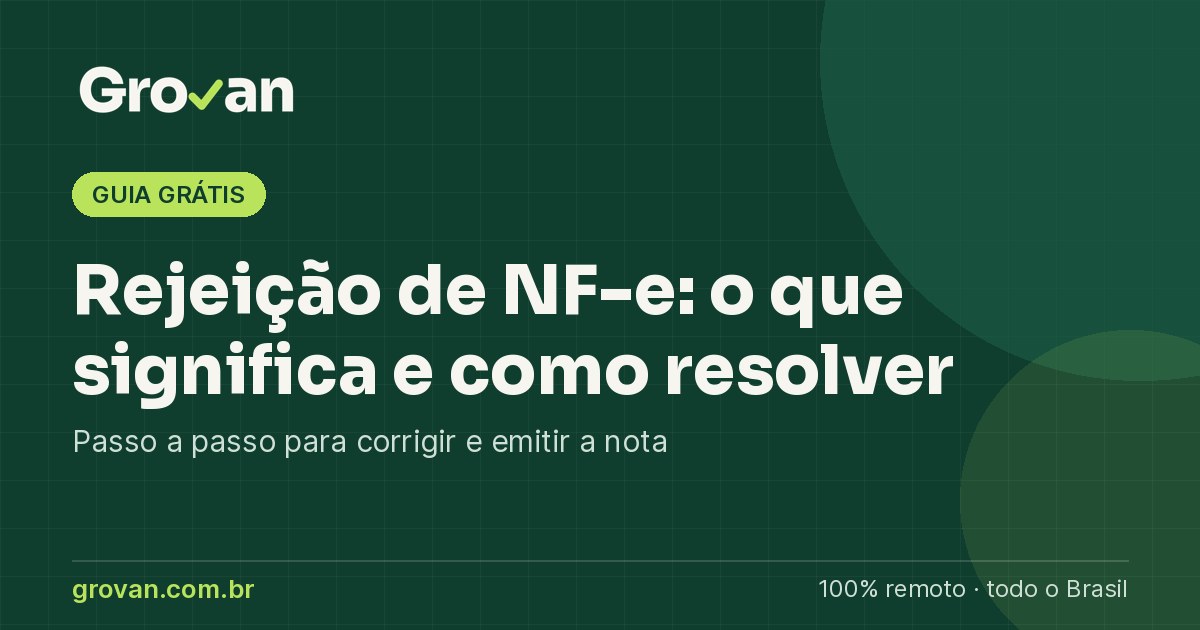 Grovan
GUIA GRÁTIS
Rejeição de NF-e: o que
significa e como resolver
Passo a passo para corrigir e emitir a nota
grovan.com.br
100% remoto · todo o Brasil